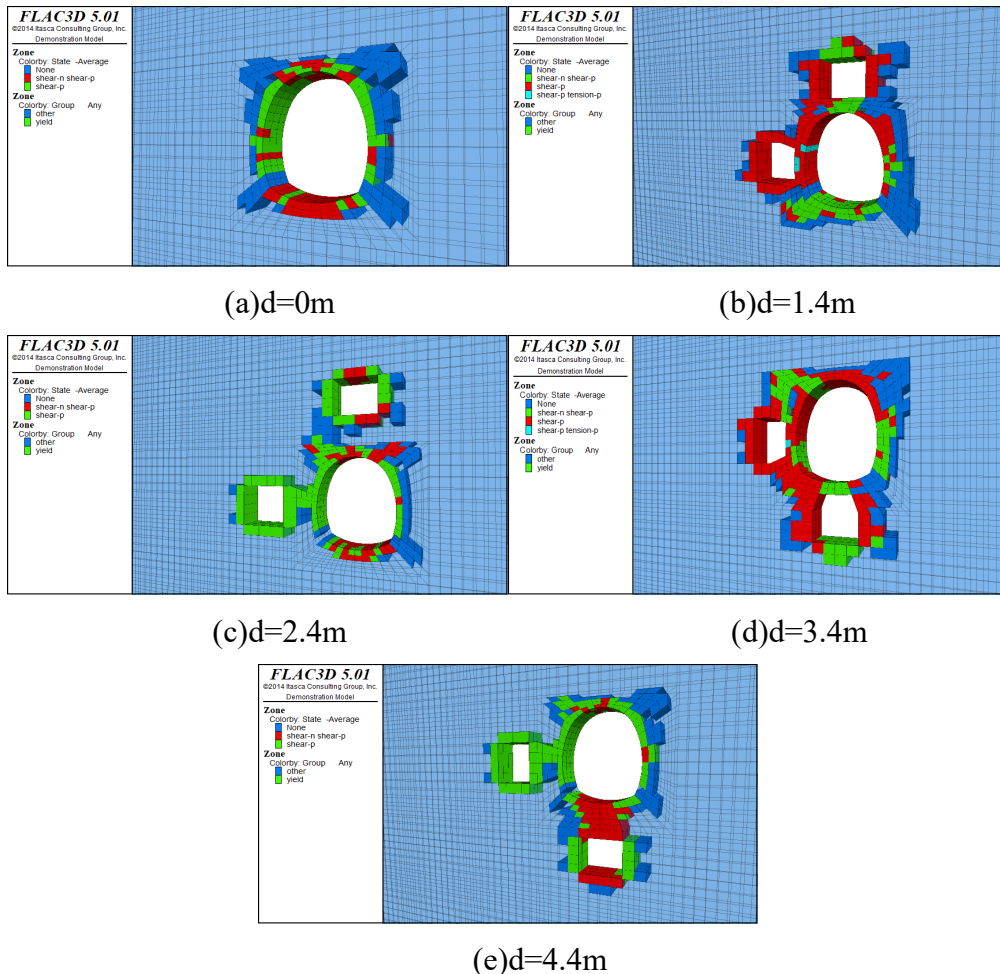 FLAC3D 5.01
©2014 Itasca Consulting Group, Inc.
Demonstration Model
Zone
Colorby: State -Average
None
shear-n shear-p
shear-p
Zone
Colorby: Group Any
other
yield
(a)d=0m
FLAC3D 5.01
©2014 Itasca Consulting Group, Inc.
Demonstration Model
Zone
Colorby: State -Average
None
shear-n shear-p
shear-p
shear-p tension-p
Zone
Colorby: Group Any
other
yield
(b)d=1.4m
FLAC3D 5.01
©2014 Itasca Consulting Group, Inc.
Demonstration Model
Zone
Colorby: State -Average
None
shear-n shear-p
shear-p
Zone
Colorby: Group Any
other
yield
(c)d=2.4m
FLAC3D 5.01
©2014 Itasca Consulting Group, Inc.
Demonstration Model
Zone
Colorby: State -Average
None
shear-n shear-p
shear-p
shear-p tension-p
Zone
Colorby: Group Any
other
yield
(d)d=3.4m
FLAC3D 5.01
©2014 Itasca Consulting Group, Inc.
Demonstration Model
Zone
Colorby: State -Average
None
shear-n shear-p
shear-p
Zone
Colorby: Group Any
other
yield
(e)d=4.4m